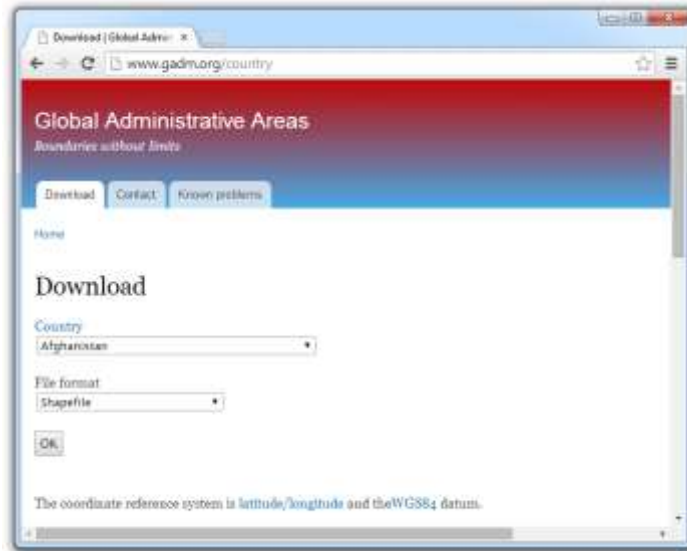 Download | Global Admin
www.gadm.org/country
Global Administrative Areas
Boundaries without limits
Download Contact Known problems
Home
Download
Country
Afghanistan
File format
Shapefile
OK
The coordinate reference system is latitude/longitude and theWGS84 datum.